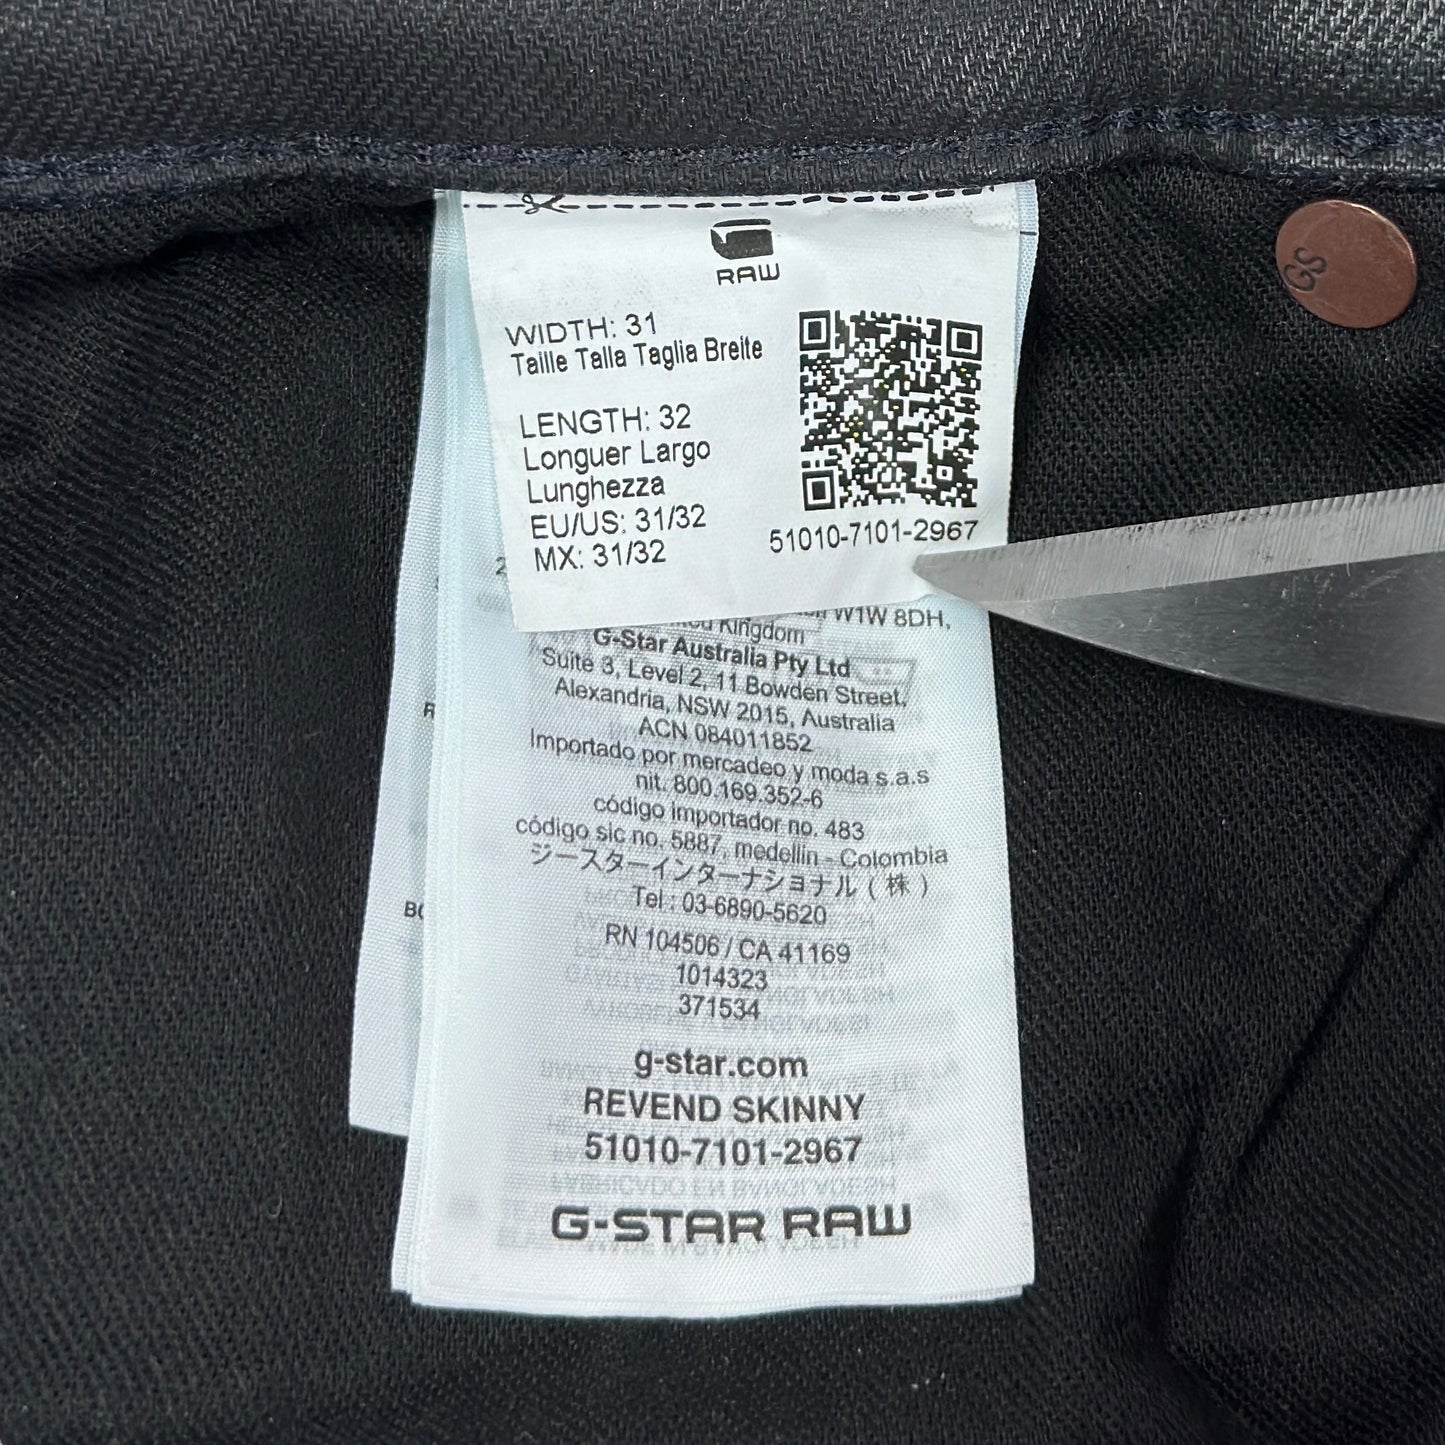 RAW
WIDTH: 31
Taille Talla Taglia Breite
LENGTH: 32
Longuer Largo
Lunghezza
EU/US: 31/32
MX: 31/32
51010-7101-2967
GS
W1W 8DH,
Kingdom
G-Star Australia Pty Ltd
Suite 3, Level 2, 11 Bowden Street,
Alexandria, NSW 2015, Australia
ACN 084011852
Importado por mercadeo y moda s.a.s
nit. 800.169.352-6
código importador no. 483
código sic no. 5887, medellin - Colombia
ジースターインターナショナル ( 株 )
Tel : 03-6890-5620
RN 104506 / CA 41169
1014323
371534
g-star.com
REVEND SKINNY
51010-7101-2967
G-STAR RAW